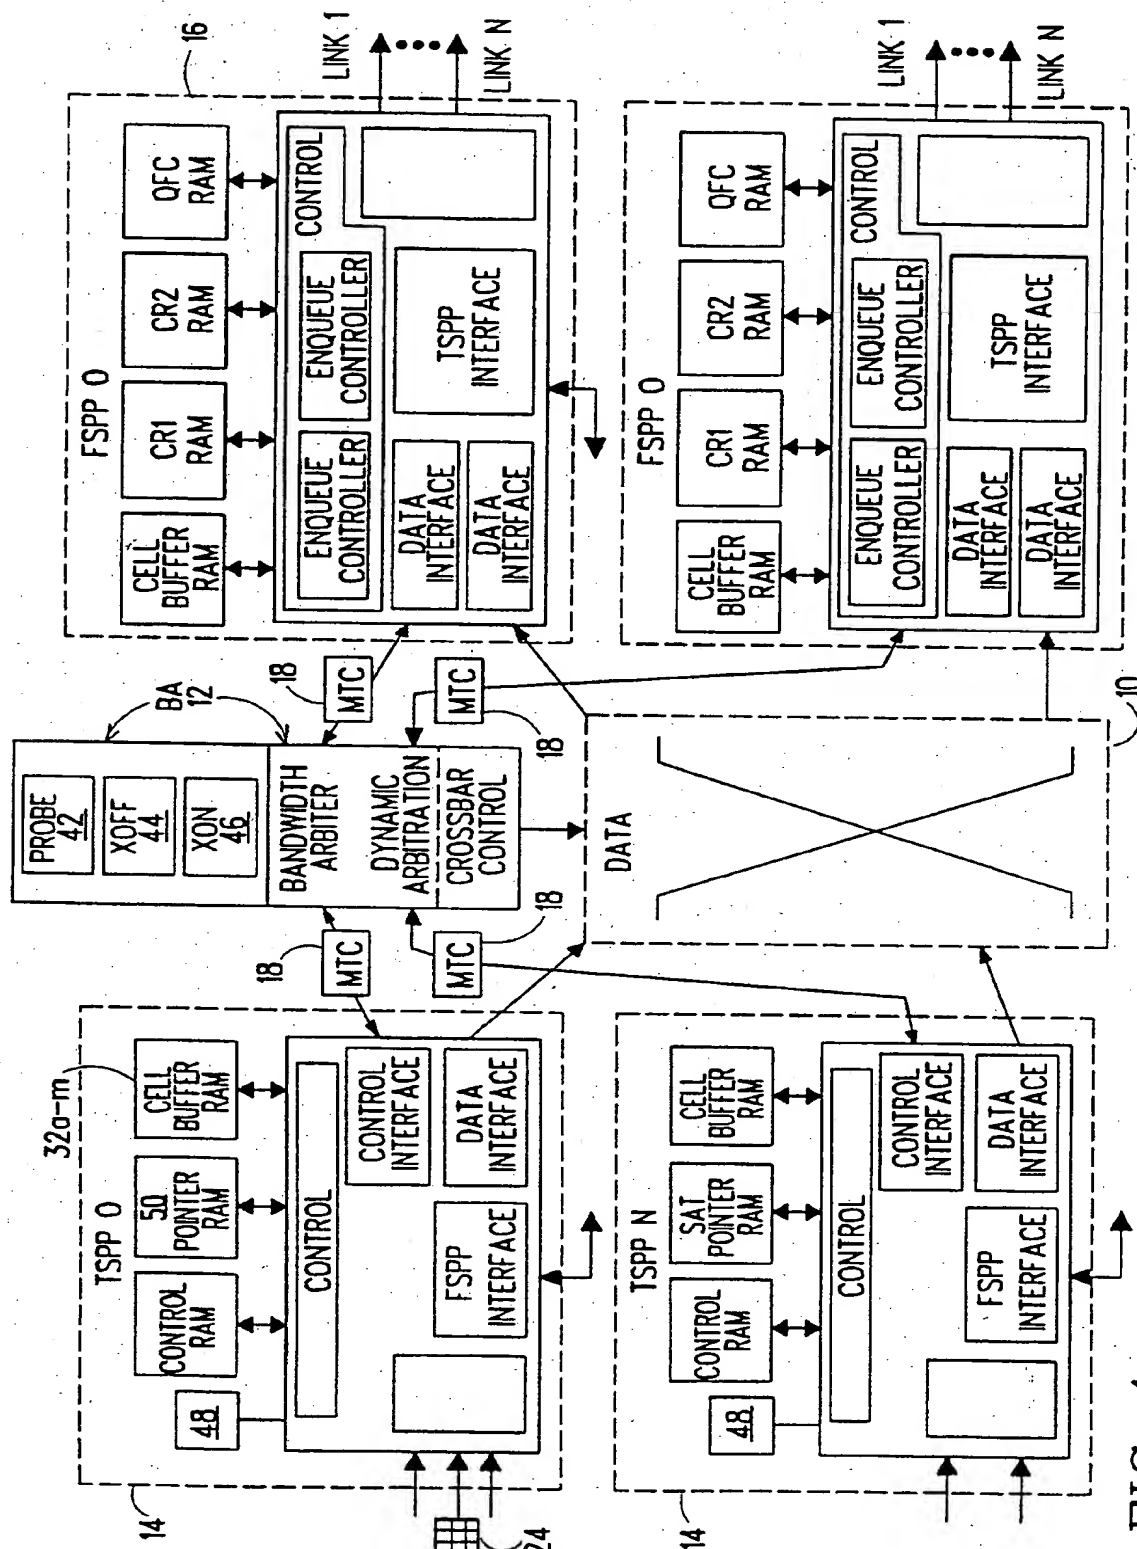 TSPP 0
32a-m
CONTROL
RAM
50
POINTER
RAM
CELL
BUFFER
RAM
48
CONTROL
CONTROL
INTERFACE
FSPP
INTERFACE
DATA
INTERFACE
14
24
TSPP N
CONTROL
RAM
SAT
POINTER
RAM
CELL
BUFFER
RAM
48
CONTROL
CONTROL
INTERFACE
FSPP
INTERFACE
DATA
INTERFACE
14
18
MTC
MTC
18
PROBE
42
XOFF
44
XON
46
BA
12
BANDWIDTH
ARBITER
DYNAMIC
ARBITRATION
CROSSBAR
CONTROL
18
MTC
MTC
18
DATA
10
FSPP 0
16
CELL
BUFFER
RAM
CR1
RAM
CR2
RAM
QFC
RAM
ENQUEUE
CONTROLLER
ENQUEUE
CONTROLLER
CONTROL
DATA
INTERFACE
DATA
INTERFACE
TSPP
INTERFACE
LINK 1
LINK N
FSPP 0
CELL
BUFFER
RAM
CR1
RAM
CR2
RAM
QFC
RAM
ENQUEUE
CONTROLLER
ENQUEUE
CONTROLLER
CONTROL
DATA
INTERFACE
DATA
INTERFACE
TSPP
INTERFACE
LINK 1
LINK N